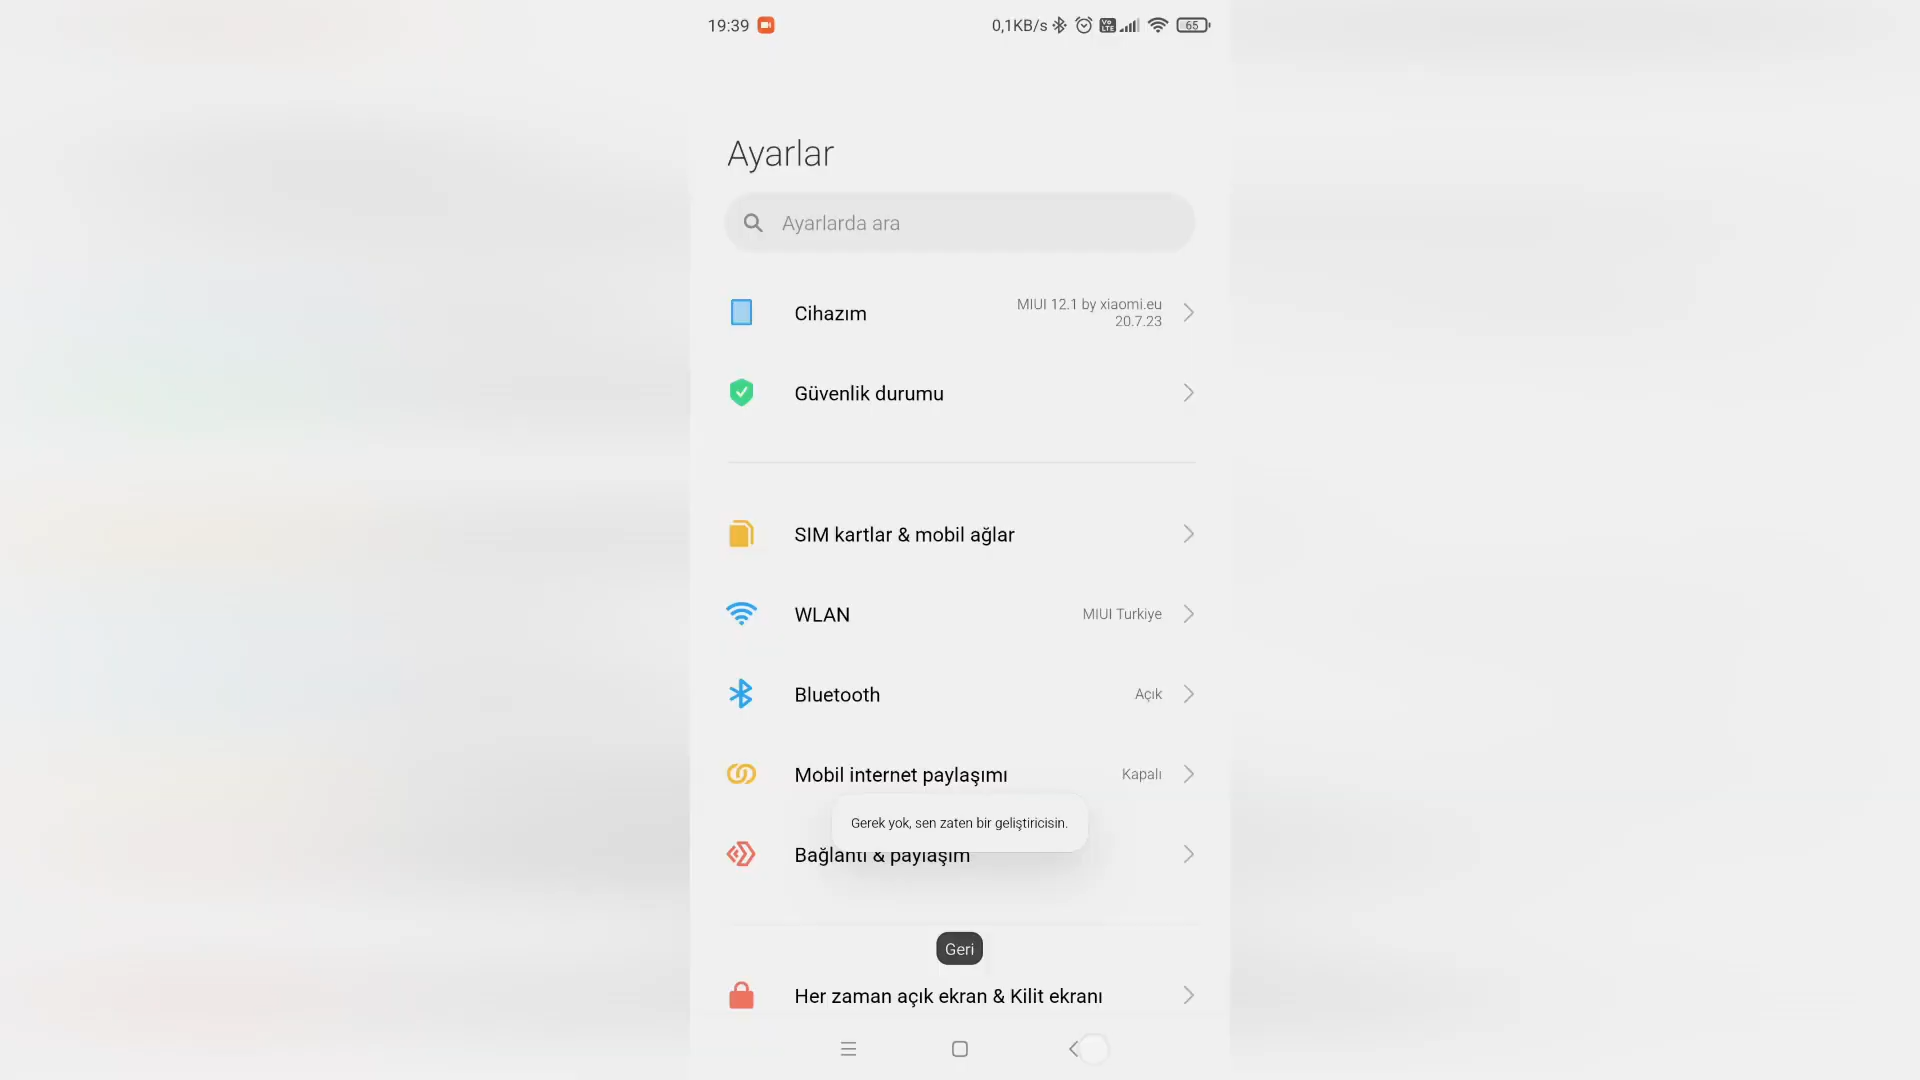 19:39
0,1KB/s
Vo LTE
65
Ayarlar
Ayarlarda ara
Cihazım
MIUI 12.1 by xiaomi.eu
20.7.23
Güvenlik durumu
SIM kartlar & mobil ağlar
WLAN
MIUI Turkiye
Bluetooth
Açık
Mobil internet paylaşımı
Kapalı
Gerek yok, sen zaten bir geliştiricisin.
Bağlantı & paylaşım
Geri
Her zaman açık ekran & Kilit ekranı